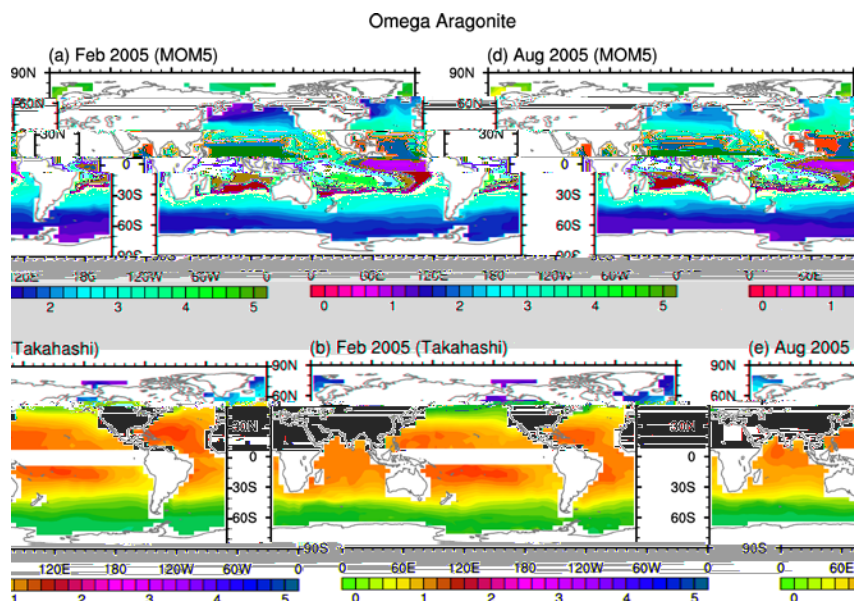 Omega Aragonite
(a) Feb 2005 (MOM5) (d) Aug 2005 (MOM5)
90N 90N
60N
30N 30N
0 0
30S 30S
60S 60S
90S 90S
120E 180 120W 60W 0 0 60E 120E 180 120W 60W 0 0 60E
2 3 4 5 0 1 2 3 4 5 0 1
Takahashi) (b) Feb 2005 (Takahashi) (e) Aug 2005
90N 90N
60N 60N
30N 30N
0 0
30S 30S
60S 60S
90S 90S
120E 180 120W 60W 0 0 60E 120E 180 120W 60W 0 0 60E
1 2 3 4 5 0 1 2 3 4 5 0 1